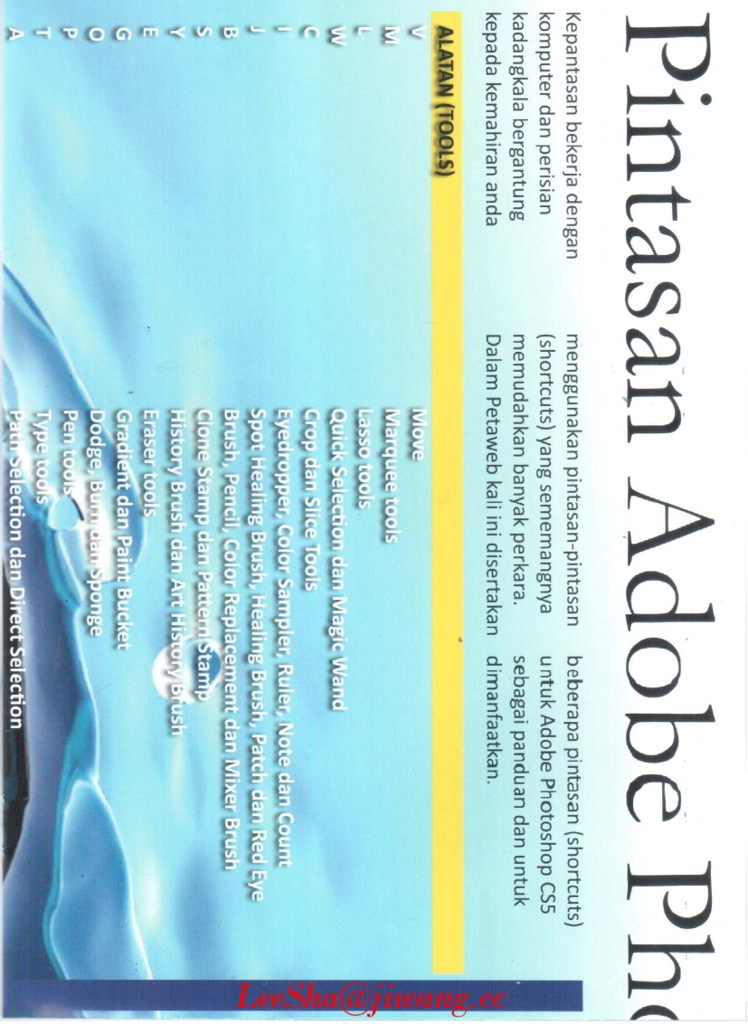 Pintasan Adobe Pho
Kepantasan bekerja dengan
komputer dan perisian
kadangkala bergantung
kepada kemahiran anda
menggunakan pintasan-pintasan
(shortcuts) yang sememangnya
memudahkan banyak perkara.
Dalam Petaweb kali ini disertakan
beberapa pintasan (shortcuts)
untuk Adobe Photoshop CS5
sebagai panduan dan untuk
dimanfaatkan.
ALATAN (TOOLS)
V Move
M Marquee tools
L Lasso tools
W Quick Selection dan Magic Wand
C Crop dan Slice Tools
I Eyedropper, Color Sampler, Ruler, Note dan Count
J Spot Healing Brush, Healing Brush, Patch dan Red Eye
B Brush, Pencil, Color Replacement dan Mixer Brush
S Clone Stamp dan Pattern Stamp
Y History Brush dan Art History Brush
E Eraser tools
G Gradient dan Paint Bucket
O Dodge, Burn dan Sponge
P Pen tools
T Type tools
A Path Selection dan Direct Selection
LeeSha@jiwang.cc